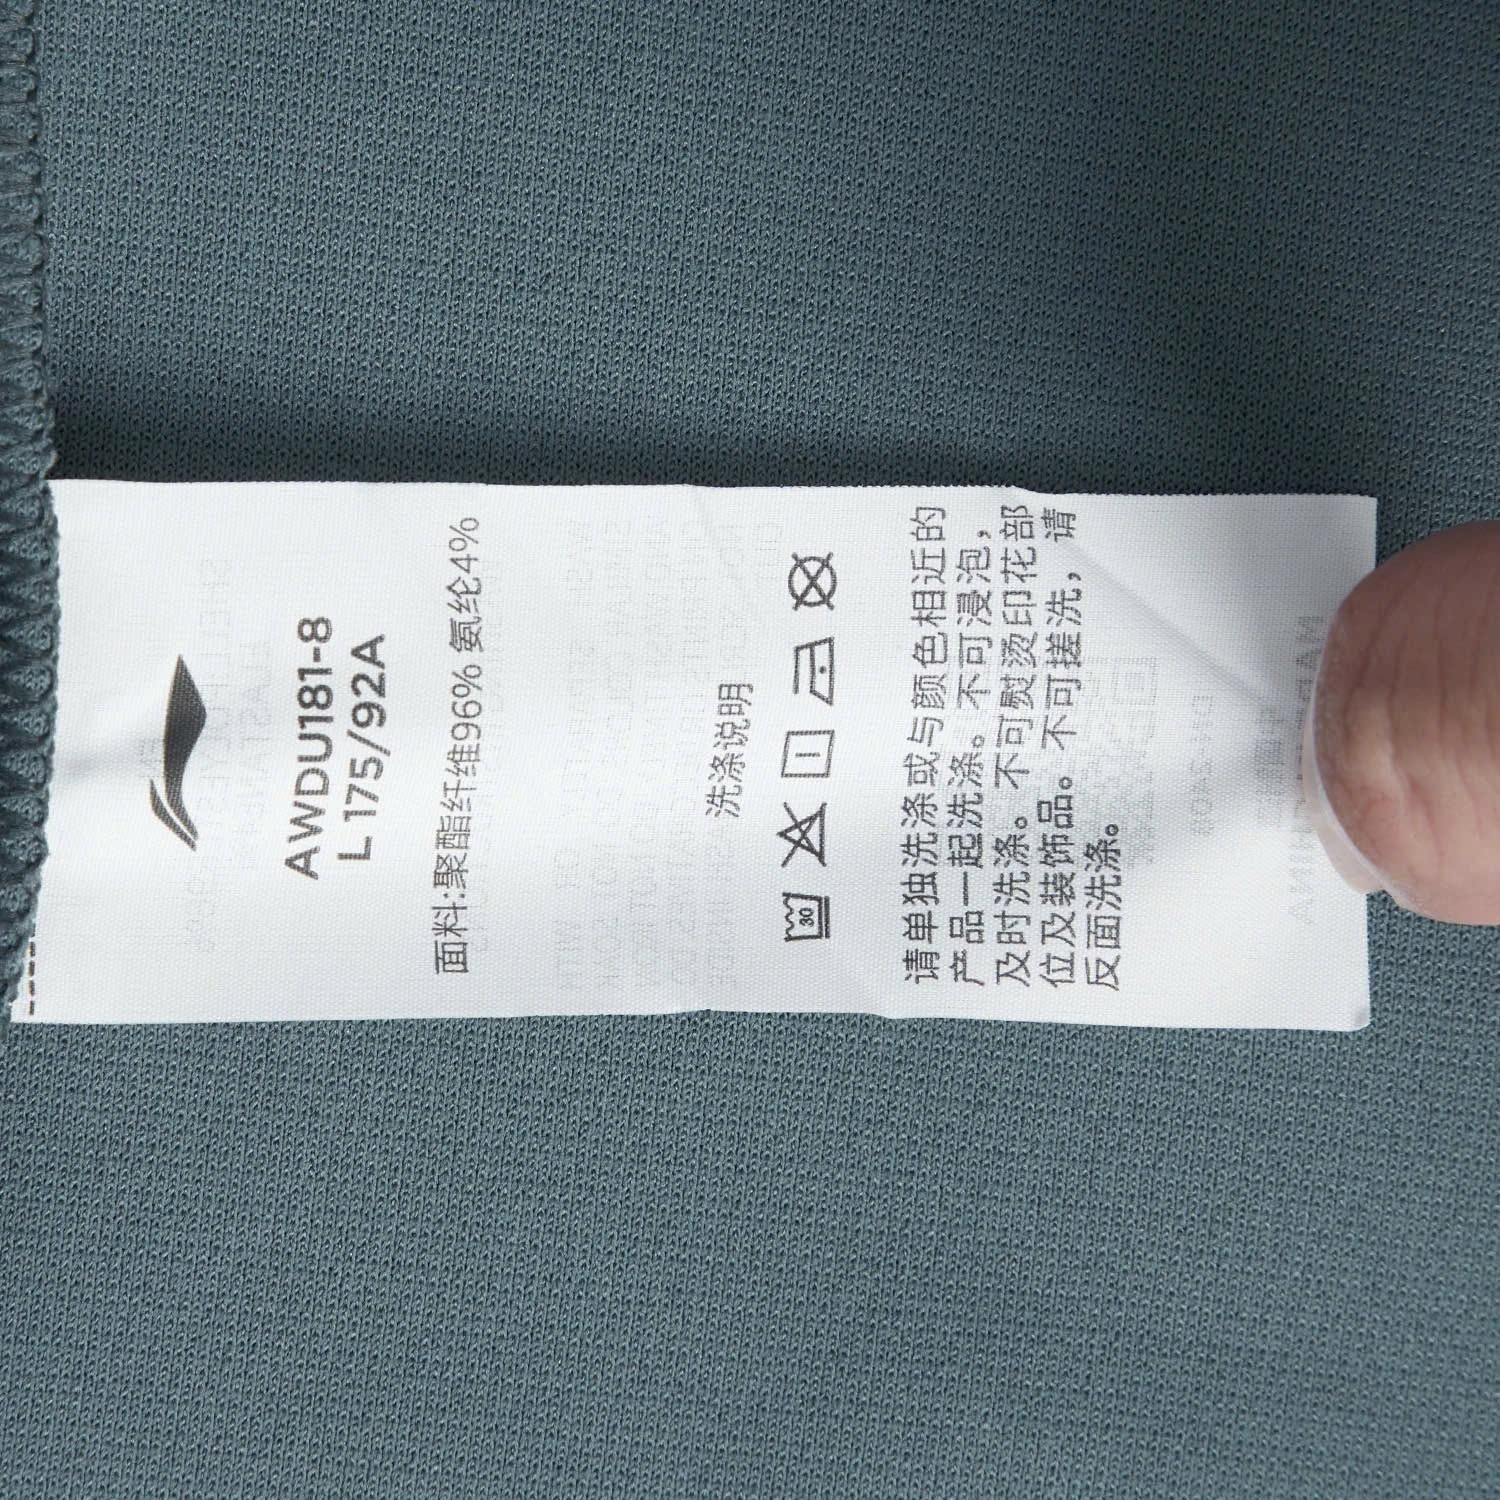 AWDU181-8
L 175/92A
面料:聚酯纤维96% 氨纶4%
洗涤说明
30
请单独洗涤或与颜色相近的
产品一起洗涤。不可浸泡,
及时洗涤。不可熨烫印花部
位及装饰品。不可搓洗,请
反面洗涤。